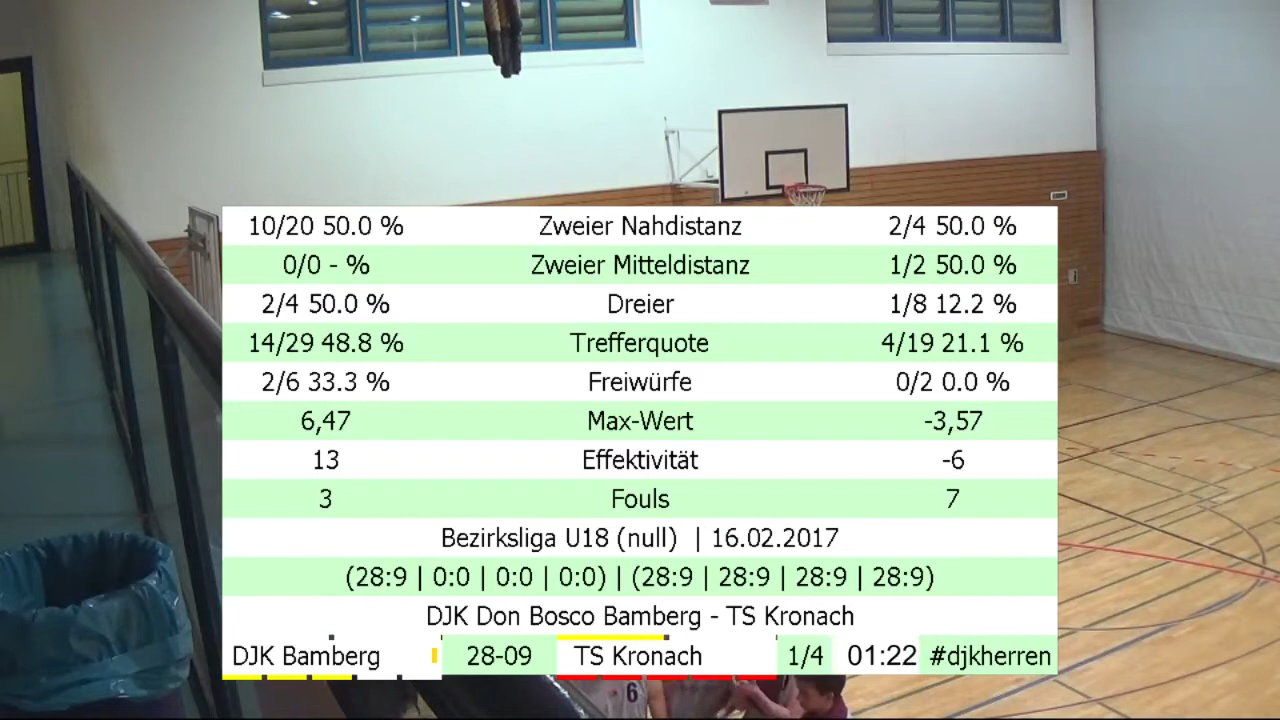 10/20 50.0 % Zweier Nahdistanz 2/4 50.0 %
0/0 - % Zweier Mitteldistanz 1/2 50.0 %
2/4 50.0 % Dreier 1/8 12.2 %
14/29 48.8 % Trefferquote 4/19 21.1 %
2/6 33.3 % Freiwürfe 0/2 0.0 %
6,47 Max-Wert -3,57
13 Effektivität -6
3 Fouls 7
Bezirksliga U18 (null) | 16.02.2017
(28:9 | 0:0 | 0:0 | 0:0) | (28:9 | 28:9 | 28:9 | 28:9)
DJK Don Bosco Bamberg - TS Kronach
DJK Bamberg 28-09 TS Kronach 1/4 01:22 #djkherren
6